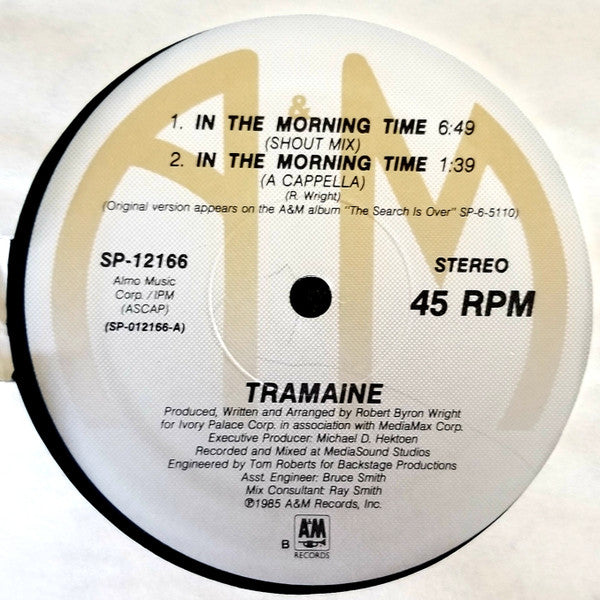 A&M
1. IN THE MORNING TIME 6:49
(SHOUT MIX)
2. IN THE MORNING TIME 1:39
(A CAPPELLA)
(R. Wright)
(Original version appears on the A&M album "The Search Is Over" SP-6-5110)
SP-12166
Almo Music
Corp. / IPM
(ASCAP)
(SP-012166-A)
STEREO
45 RPM
TRAMAINE
Produced, Written and Arranged by Robert Byron Wright
for Ivory Palace Corp. in association with MediaMax Corp.
Executive Producer: Michael D. Hektoen
Recorded and Mixed at MediaSound Studios
Engineered by Tom Roberts for Backstage Productions
Asst. Engineer: Bruce Smith
Mix Consultant: Ray Smith
℗1985 A&M Records, Inc.
B A&M
RECORDS